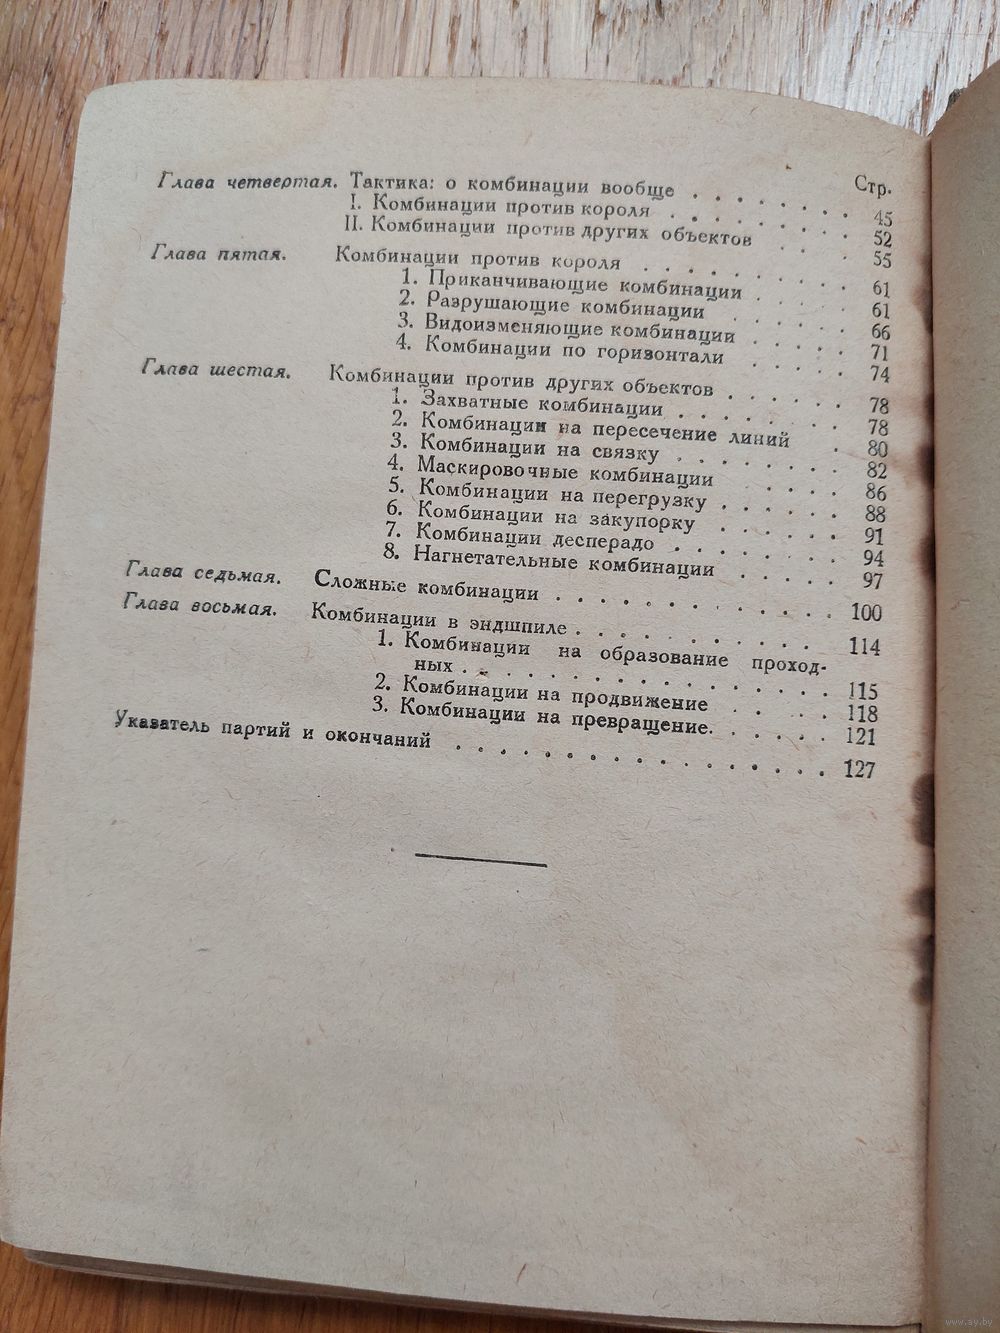 Стр.
Глава четвертая. Тактика: о комбинации вообще . . . . . . . . 45
I. Комбинации против короля . . . . . . . 52
II. Комбинации против других объектов . . . . 55
Глава пятая. Комбинации против короля . . . . . . . . 61
1. Приканчивающие комбинации . . . . . 61
2. Разрушающие комбинации . . . . . 66
3. Видоизменяющие комбинации . . . . . 71
4. Комбинации по горизонтали . . . . . 74
Глава шестая. Комбинации против других объектов . . . . . . 78
1. Захватные комбинации . . . . . . . 78
2. Комбинации на пересечение линий . 80
3. Комбинации на связку . . . . . . . 82
4. Маскировочные комбинации . . . . . 86
5. Комбинации на перегрузку . . . . . . 88
6. Комбинации на закупорку . . . . . 91
7. Комбинации десперадо . . . . . . . 94
8. Нагнетательные комбинации . . . . . 97
Глава седьмая. Сложные комбинации . . . . . . . . . . . . 100
Глава восьмая. Комбинации в эндшпиле . . . . . . . . . . . 114
1. Комбинации на образование проход-
ных . . . . . . . . . . . . . . . . . 115
2. Комбинации на продвижение . . . . 118
3. Комбинации на превращение. . . . . . 121
Указатель партий и окончаний . . . . . . . . . . . . . . . . . 127
www.ay.by